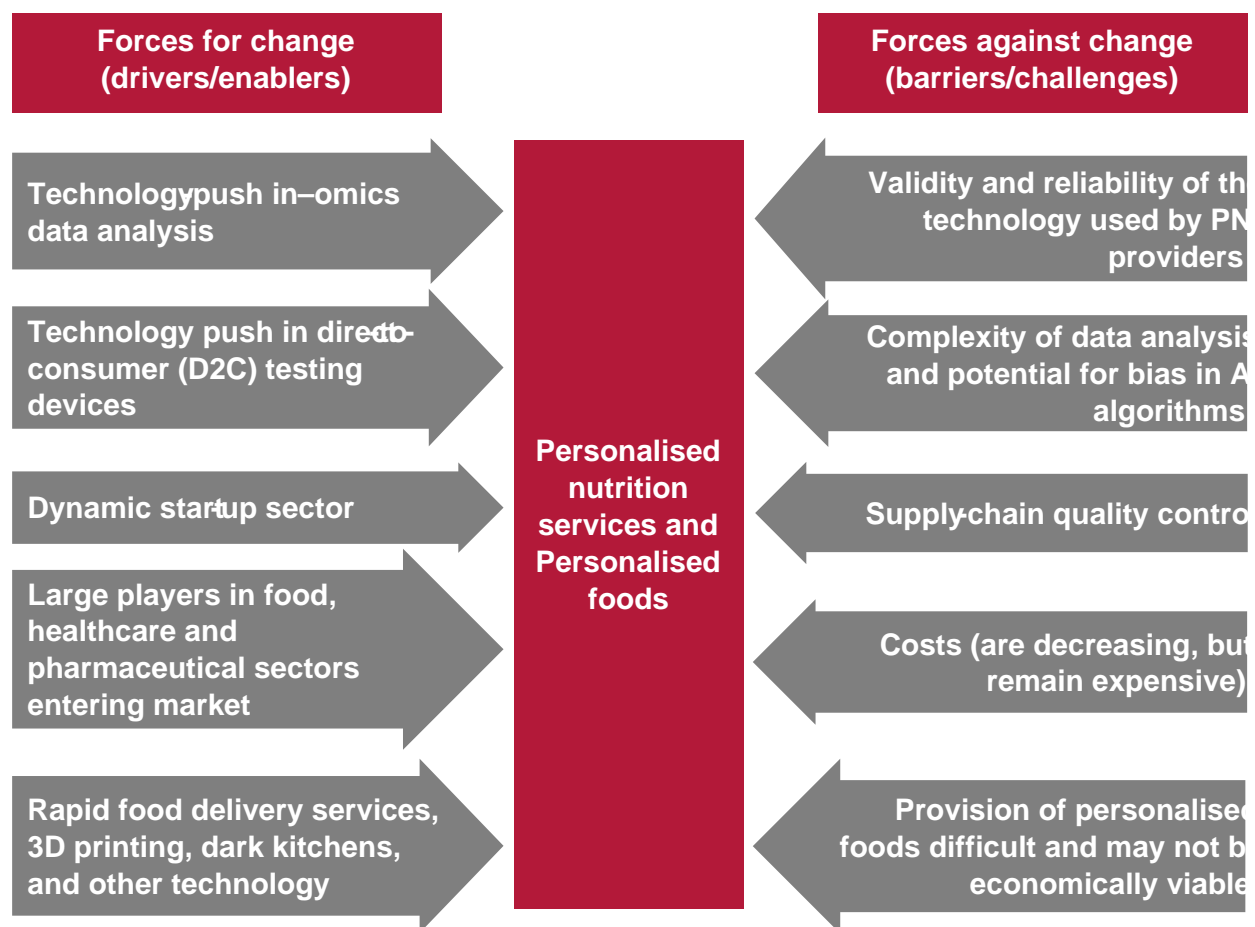 Forces for change
(drivers/enablers)
Forces against change
(barriers/challenges)
Technology-push in–omics
data analysis
Technology push in direct-to-
consumer (D2C) testing
devices
Dynamic start-up sector
Large players in food,
healthcare and
pharmaceutical sectors
entering market
Rapid food delivery services,
3D printing, dark kitchens,
and other technology
Personalised
nutrition
services and
Personalised
foods
Validity and reliability of th
technology used by PN
providers
Complexity of data analysis
and potential for bias in A
algorithms
Supply-chain quality contro
Costs (are decreasing, but
remain expensive)
Provision of personalised
foods difficult and may not b
economically viable